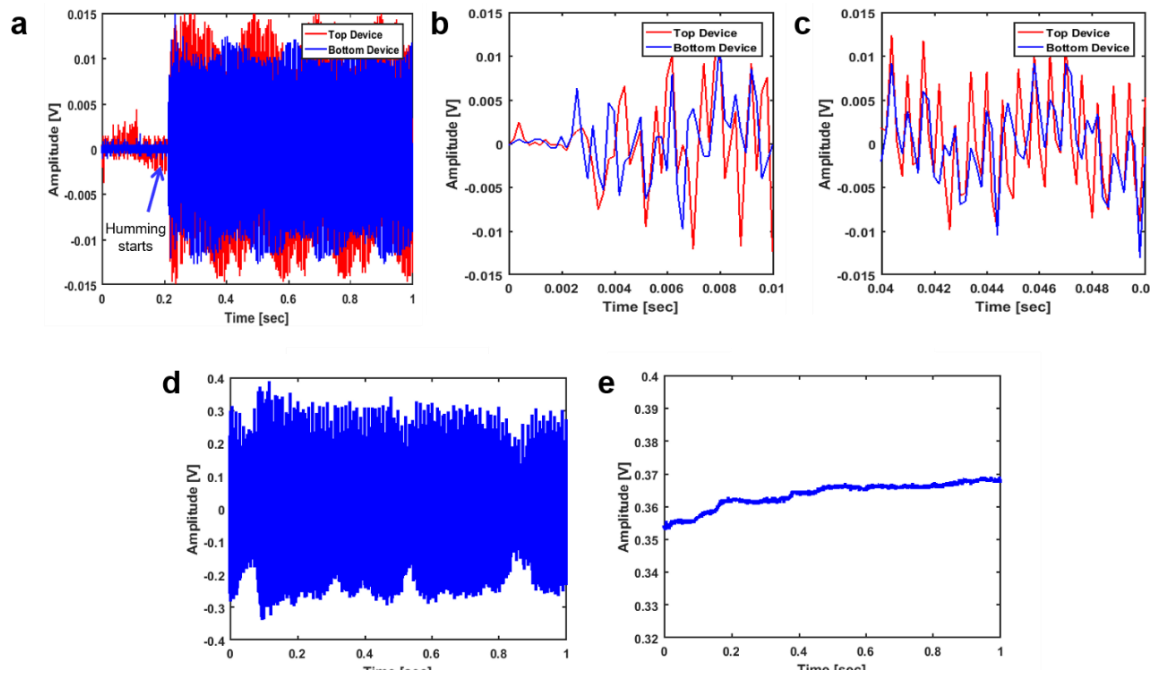 a
0.015
0.01
0.005
0
-0.005
-0.01
-0.015
Amplitude [V]
Top Device
Bottom Device
Humming
starts
0 0.2 0.4 0.6 0.8 1
Time [sec]
b
0.015
0.01
0.005
0
-0.005
-0.01
-0.015
Amplitude [V]
Top Device
Bottom Device
0 0.002 0.004 0.006 0.008 0.01
Time [sec]
c
0.015
0.01
0.005
0
-0.005
-0.01
-0.015
Amplitude [V]
Top Device
Bottom Device
0.04 0.042 0.044 0.046 0.048 0.0
Time [sec]
d
0.4
0.3
0.2
0.1
0
-0.1
-0.2
-0.3
-0.4
Amplitude [V]
0 0.2 0.4 0.6 0.8 1
Time [sec]
e
0.4
0.39
0.38
0.37
0.36
0.35
0.34
0.33
0.32
Amplitude [V]
0 0.2 0.4 0.6 0.8 1
Time [sec]